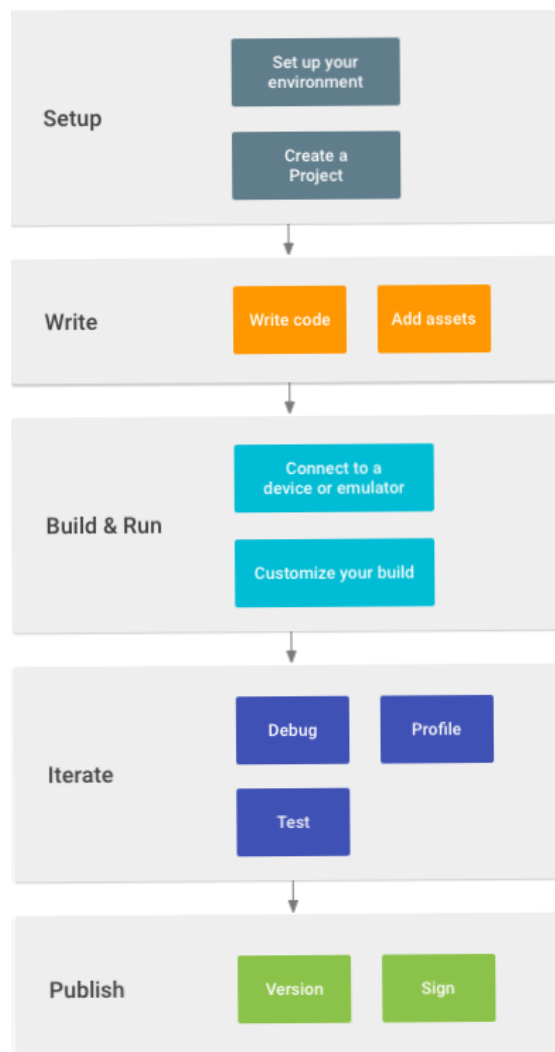 Setup
Set up your
environment
Create a
Project
Write
Write code
Add assets
Build & Run
Connect to a
device or emulator
Customize your build
Iterate
Debug
Profile
Test
Publish
Version
Sign